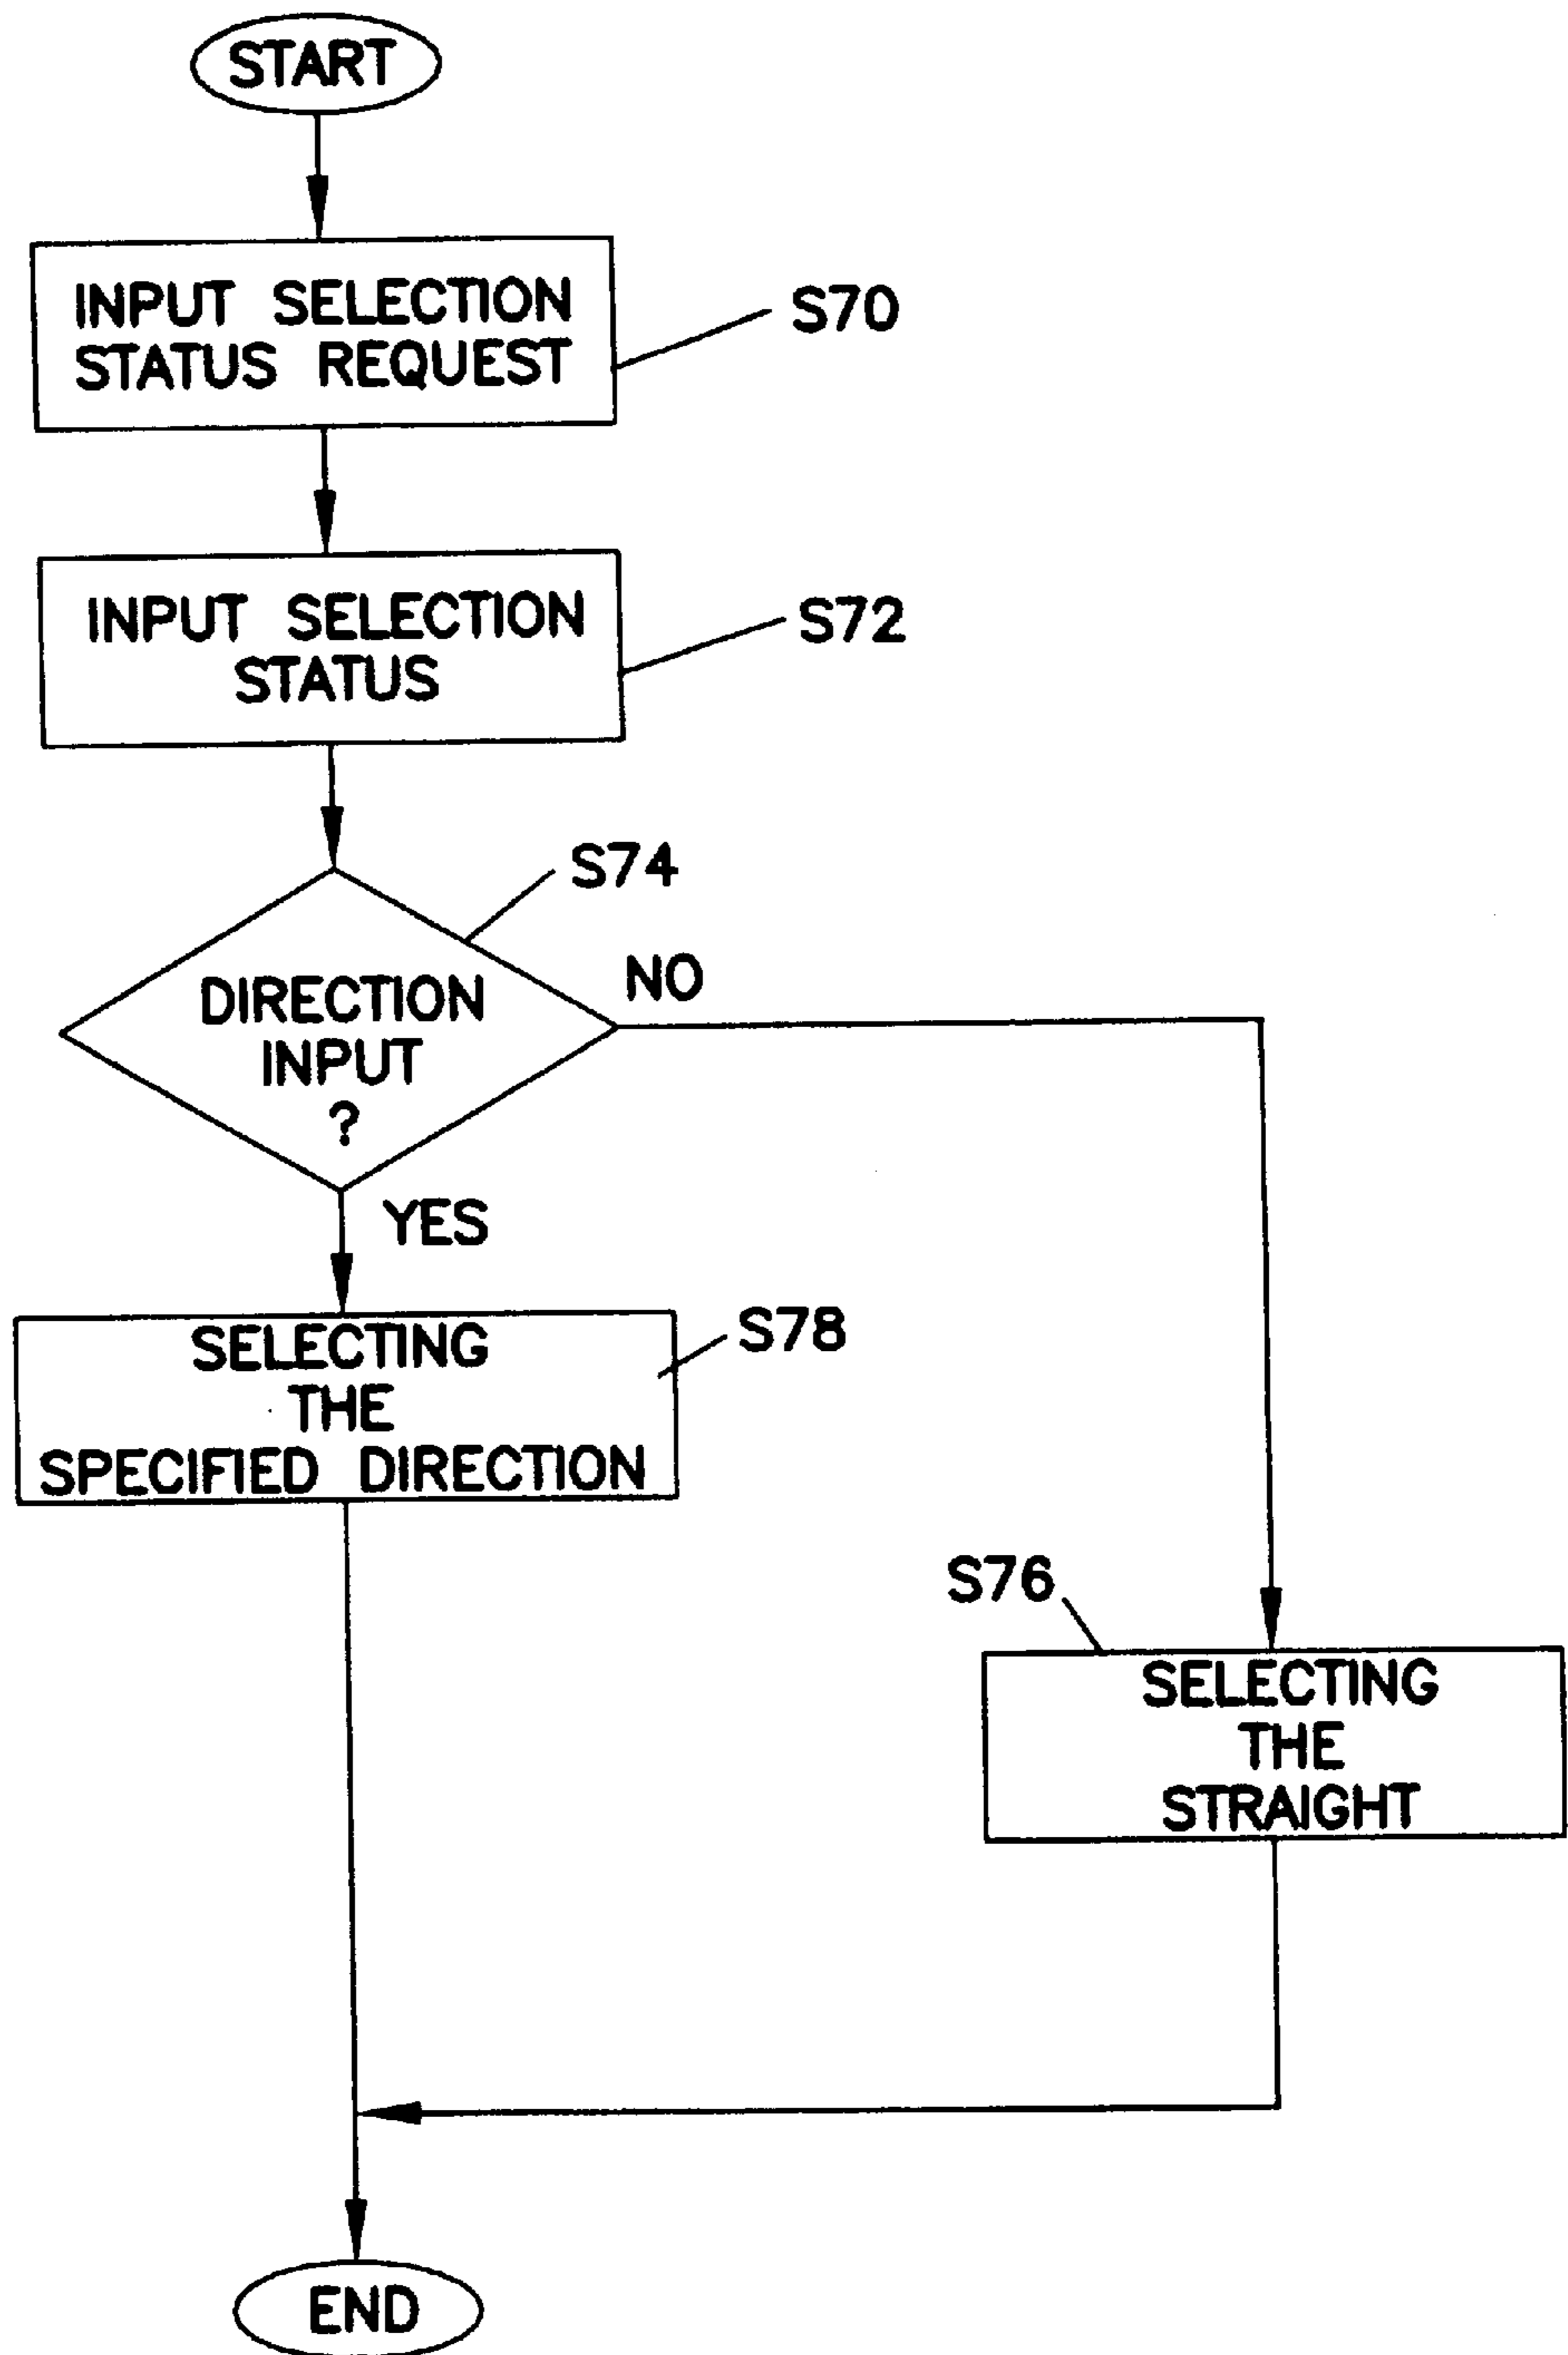 START
INPUT SELECTION
STATUS REQUEST
S70
INPUT SELECTION
STATUS
S72
S74
DIRECTION
INPUT
?
NO
YES
SELECTING
THE
SPECIFIED DIRECTION
S78
S76
SELECTING
THE
STRAIGHT
END